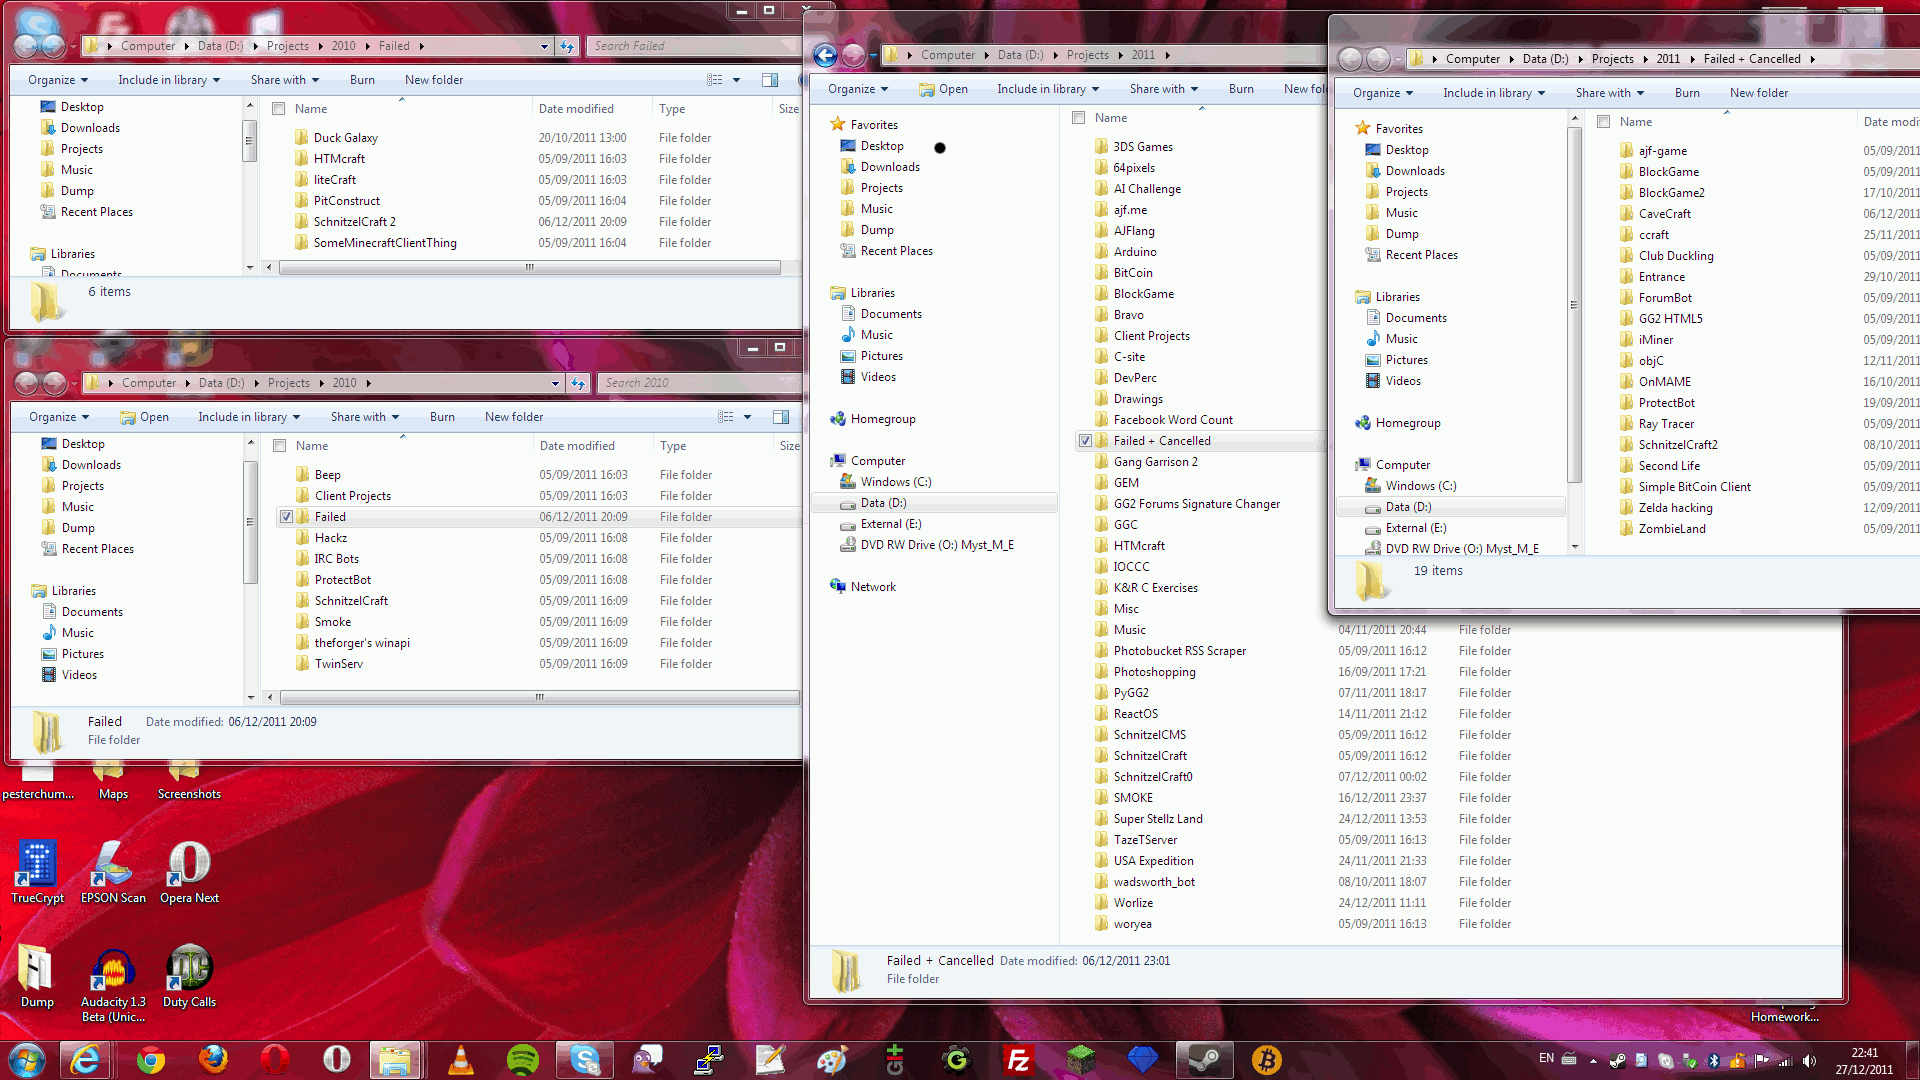 Computer Data (D:) Projects 2010 Failed
Search Failed
Organize Include in library Share with Burn New folder
Desktop
Downloads
Projects
Music
Dump
Recent Places
Libraries
Documents
Name Date modified Type Size
Duck Galaxy 20/10/2011 13:00 File folder
HTMcraft 05/09/2011 16:03 File folder
liteCraft 05/09/2011 16:03 File folder
PitConstruct 05/09/2011 16:04 File folder
SchnitzelCraft 2 06/12/2011 20:09 File folder
SomeMinecraftClientThing 05/09/2011 16:04 File folder
6 items
Computer Data (D:) Projects 2010
Search 2010
Organize Open Include in library Share with Burn New folder
Desktop
Downloads
Projects
Music
Dump
Recent Places
Libraries
Documents
Music
Pictures
Videos
Name Date modified Type Size
Beep 05/09/2011 16:03 File folder
Client Projects 05/09/2011 16:03 File folder
Failed 06/12/2011 20:09 File folder
Hackz 05/09/2011 16:08 File folder
IRC Bots 05/09/2011 16:08 File folder
ProtectBot 05/09/2011 16:08 File folder
SchnitzelCraft 05/09/2011 16:09 File folder
Smoke 05/09/2011 16:09 File folder
theforger's winapi 05/09/2011 16:09 File folder
TwinServ 05/09/2011 16:09 File folder
Failed Date modified: 06/12/2011 20:09
File folder
Computer Data (D:) Projects 2011
Organize Open Include in library Share with Burn New fol
Favorites
Desktop
Downloads
Projects
Music
Dump
Recent Places
Libraries
Documents
Music
Pictures
Videos
Homegroup
Computer
Windows (C:)
Data (D:)
External (E:)
DVD RW Drive (O:) Myst_M_E
Network
Name
3DS Games
64pixels
AI Challenge
ajf.me
AJFlang
Arduino
BitCoin
BlockGame
Bravo
Client Projects
C-site
DevPerc
Drawings
Facebook Word Count
Failed + Cancelled
Gang Garrison 2
GEM
GG2 Forums Signature Changer
GGC
HTMcraft
IOCCC
K&R C Exercises
Misc
Music 04/11/2011 20:44 File folder
Photobucket RSS Scraper 05/09/2011 16:12 File folder
Photoshopping 16/09/2011 17:21 File folder
PyGG2 07/11/2011 18:17 File folder
ReactOS 14/11/2011 21:12 File folder
SchnitzelCMS 05/09/2011 16:12 File folder
SchnitzelCraft 05/09/2011 16:12 File folder
SchnitzelCraft0 07/12/2011 00:02 File folder
SMOKE 16/12/2011 23:37 File folder
Super Stellz Land 24/12/2011 13:53 File folder
TazeTServer 05/09/2011 16:13 File folder
USA Expedition 24/11/2011 21:33 File folder
wadsworth_bot 08/10/2011 18:07 File folder
Worlize 24/12/2011 11:11 File folder
woryea 05/09/2011 16:13 File folder
Failed + Cancelled Date modified: 06/12/2011 23:01
File folder
Computer Data (D:) Projects 2011 Failed + Cancelled
Organize Include in library Share with Burn New folder
Favorites
Desktop
Downloads
Projects
Music
Dump
Recent Places
Libraries
Documents
Music
Pictures
Videos
Homegroup
Computer
Windows (C:)
Data (D:)
External (E:)
DVD RW Drive (O:) Myst_M_E
Name Date modi
ajf-game 05/09/2011
BlockGame 05/09/2011
BlockGame2 17/10/2011
CaveCraft 06/12/2011
ccraft 25/11/2011
Club Duckling 05/09/2011
Entrance 29/10/2011
ForumBot 05/09/2011
GG2 HTML5 05/09/2011
iMiner 05/09/2011
objC 12/11/2011
OnMAME 16/10/2011
ProtectBot 19/09/2011
Ray Tracer 05/09/2011
SchnitzelCraft2 08/10/2011
Second Life 05/09/2011
Simple BitCoin Client 05/09/2011
Zelda hacking 12/09/2011
ZombieLand 05/09/2011
19 items
pesterchum...
Maps
Screenshots
TrueCrypt
EPSON Scan
Opera Next
Dump
Audacity 1.3
Beta (Unic...
Duty Calls
Homework...
EN
22:41
27/12/2011